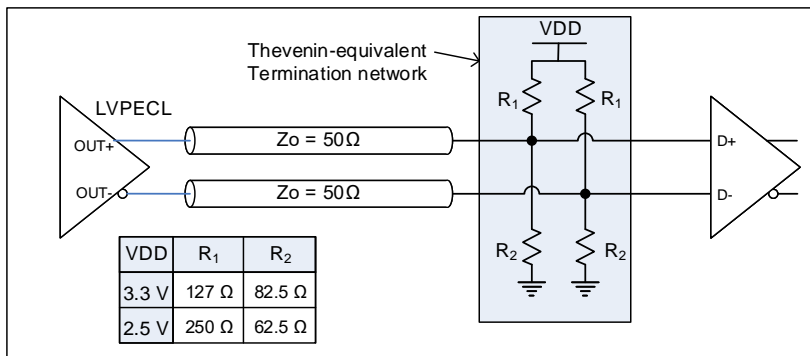 VDD
Thevenin-equivalent
Termination network
R1 R1
LVPECL
OUT+
Zo = 50Ω
D+
OUT-
Zo = 50Ω
D-
R2 R2
VDD R1 R2
3.3 V 127 Ω 82.5 Ω
2.5 V 250 Ω 62.5 Ω